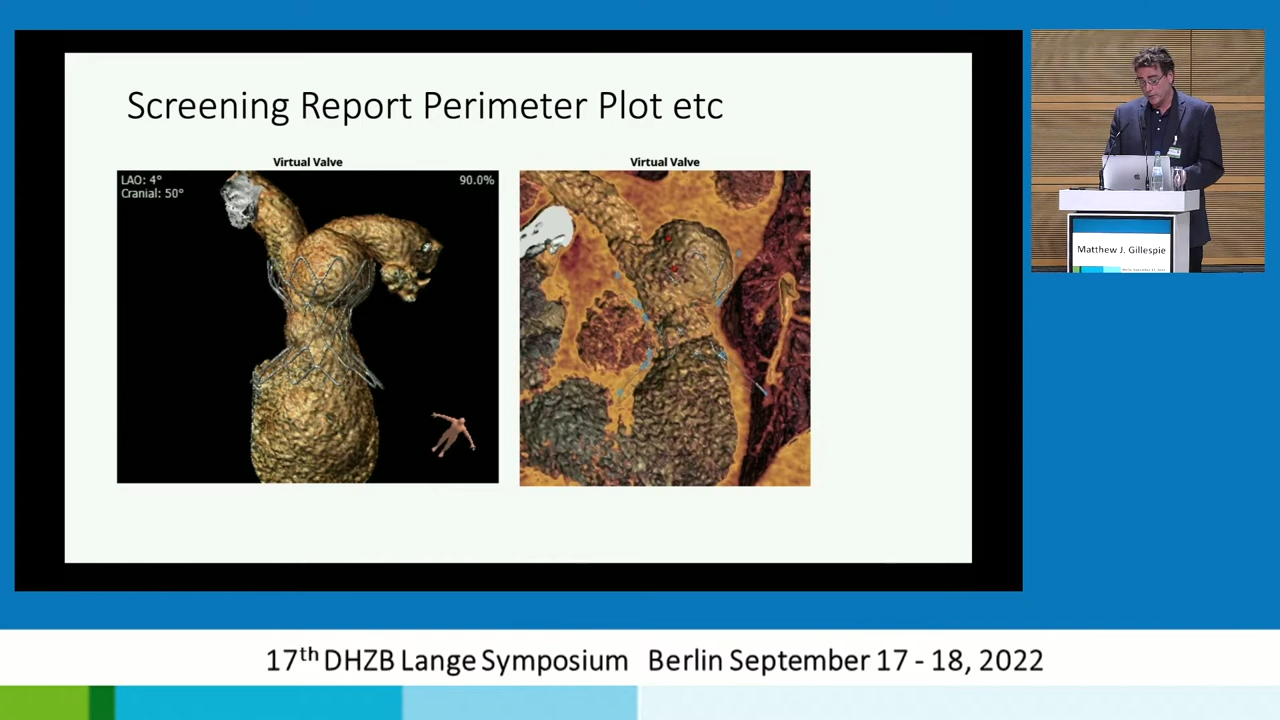 Screening Report Perimeter Plot etc
Virtual Valve
Virtual Valve
LAO: 4°
Cranial: 50°
90.0%
Matthew J. Gillespie
17th DHZB Lange Symposium Berlin September 17 - 18, 2022